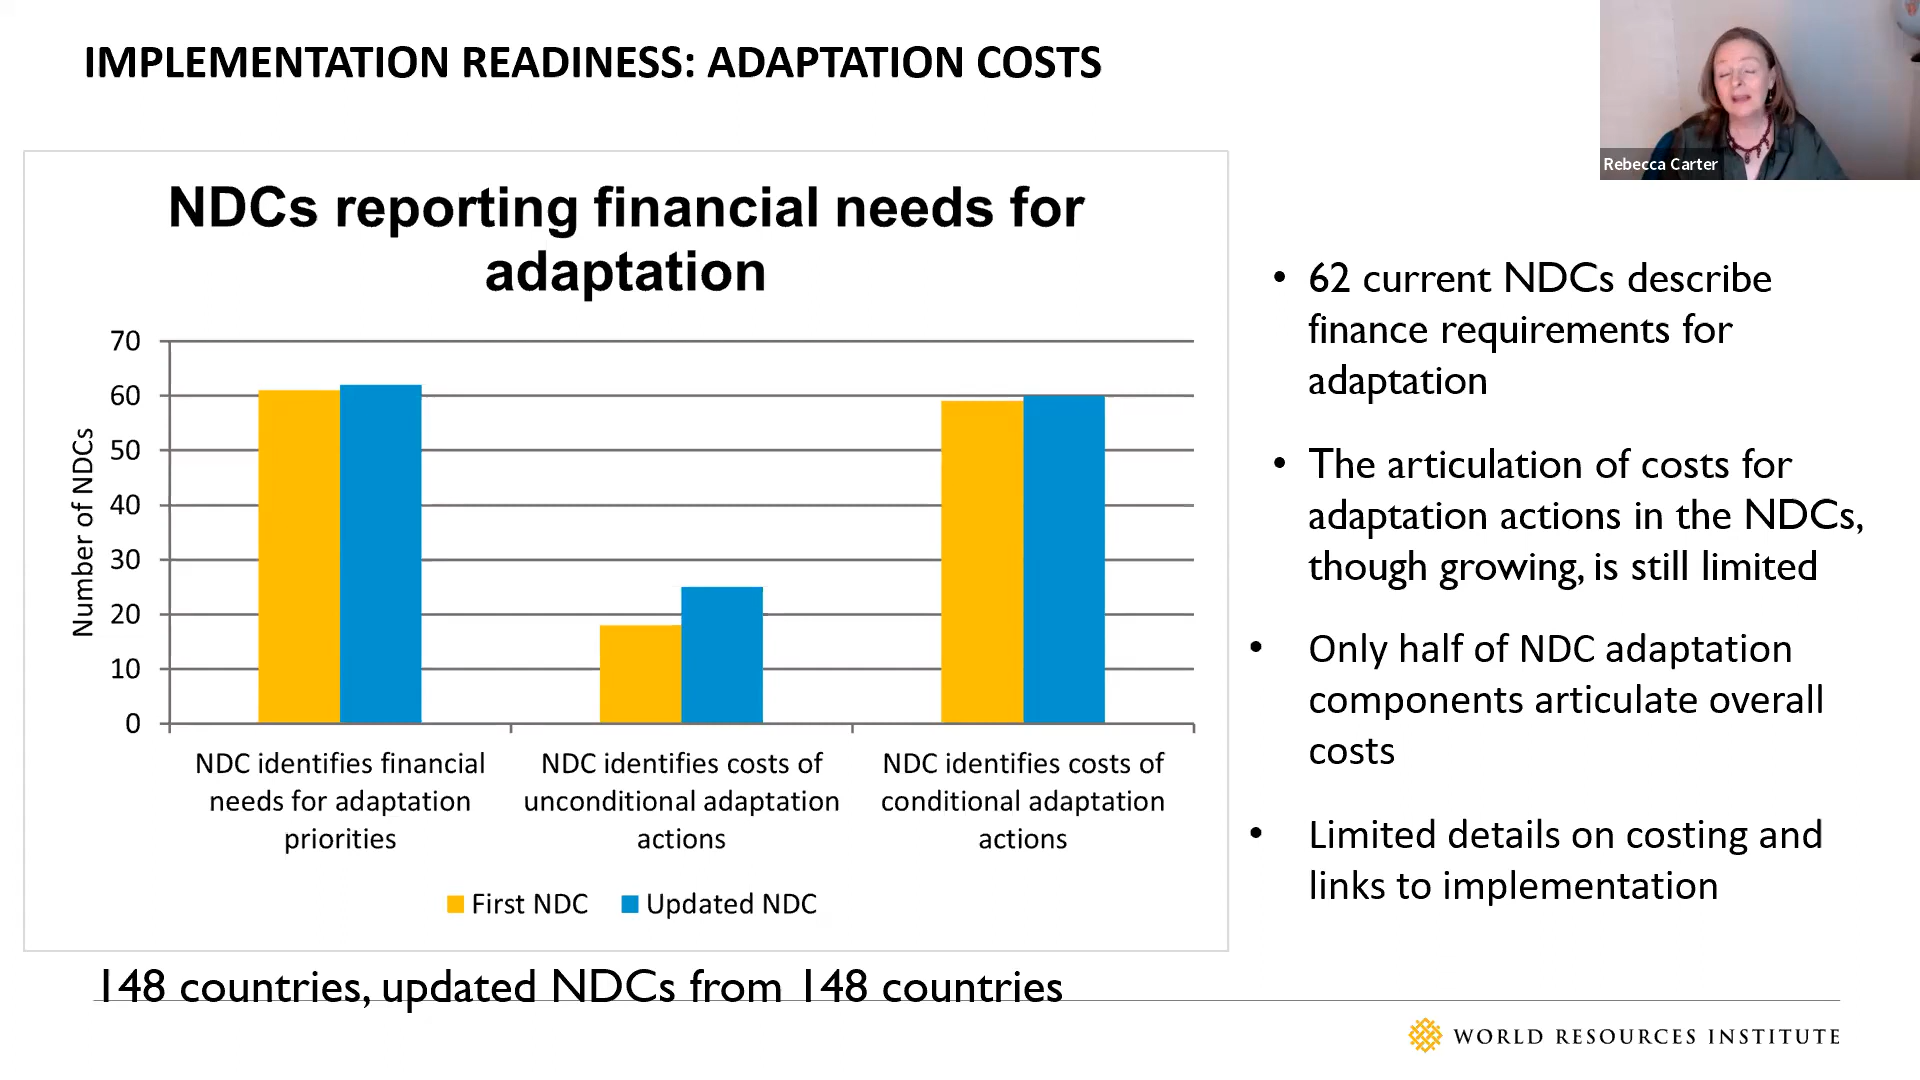 IMPLEMENTATION READINESS: ADAPTATION COSTS
Rebecca Carter
NDCs reporting financial needs for
adaptation
Number of NDCs
70
60
50
40
30
20
10
0
NDC identifies financial
needs for adaptation
priorities
NDC identifies costs of
unconditional adaptation
actions
NDC identifies costs of
conditional adaptation
actions
First NDC
Updated NDC
• 62 current NDCs describe
finance requirements for
adaptation
• The articulation of costs for
adaptation actions in the NDCs,
though growing, is still limited
• Only half of NDC adaptation
components articulate overall
costs
• Limited details on costing and
links to implementation
148 countries, updated NDCs from 148 countries
WORLD RESOURCES INSTITUTE